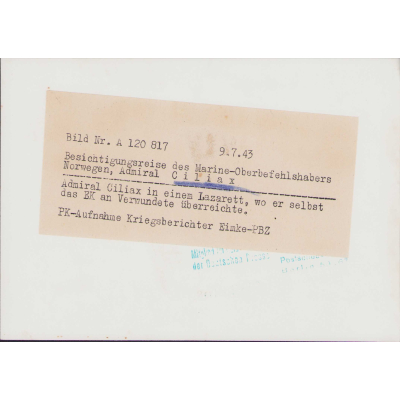 Bild Nr. A 120 817 9.7.43
Besichtigungsreise des Marine-Oberbefehlshabers
Norwegen, Admiral Ciliax
Admiral Ciliax in einem Lazarett, wo er selbst
das EK an Verwundete überreichte.
PK-Aufnahme Kriegsberichter Eimke-PBZ